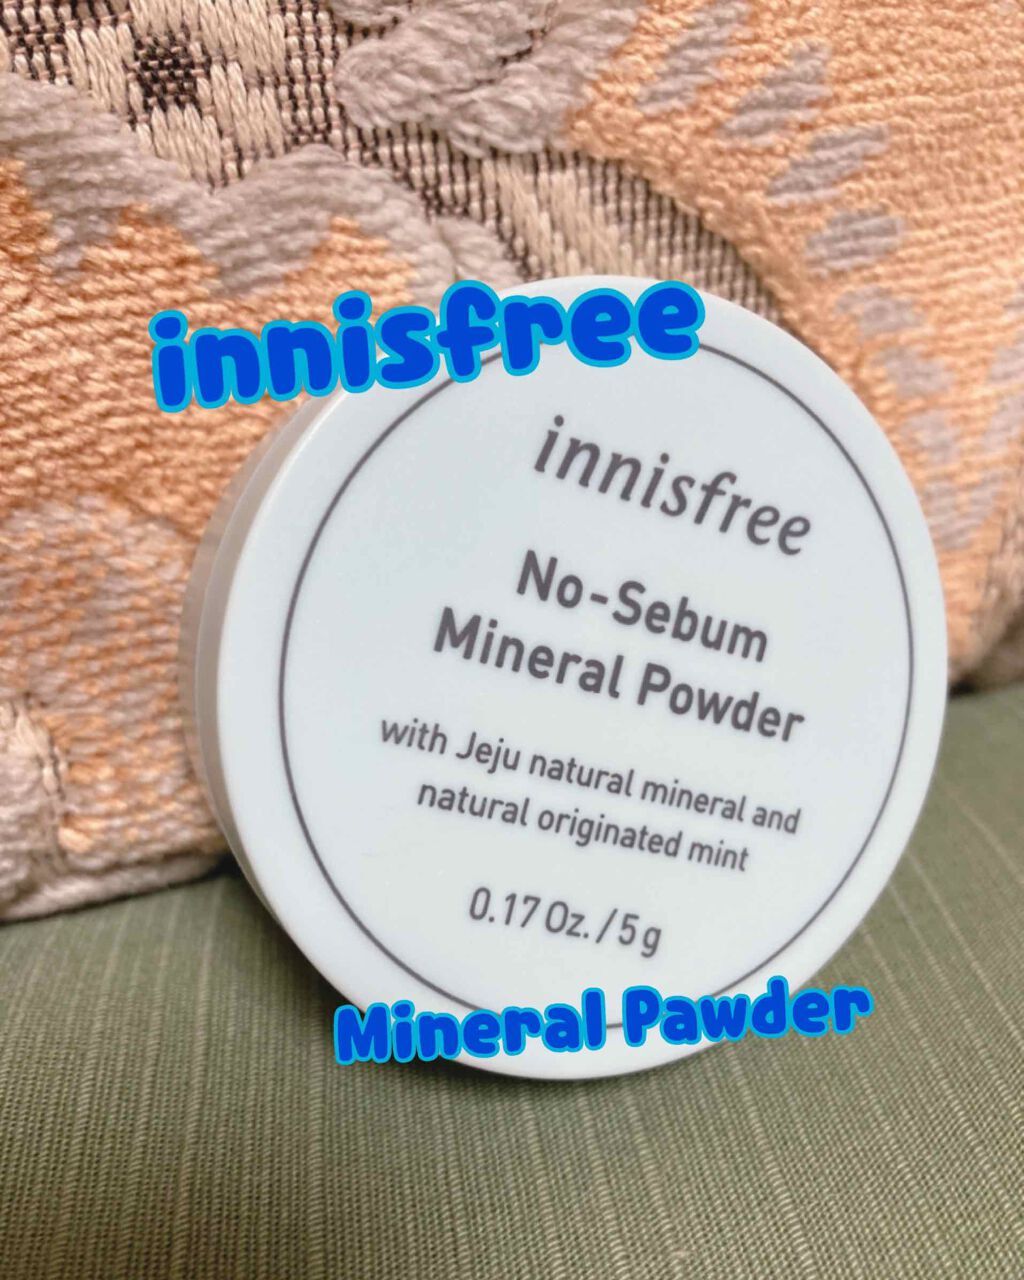 innisfree
innisfree
No-Sebum
Mineral Powder
with Jeju natural mineral and
natural originated mint
0.17 Oz. / 5 g
Mineral Pawder